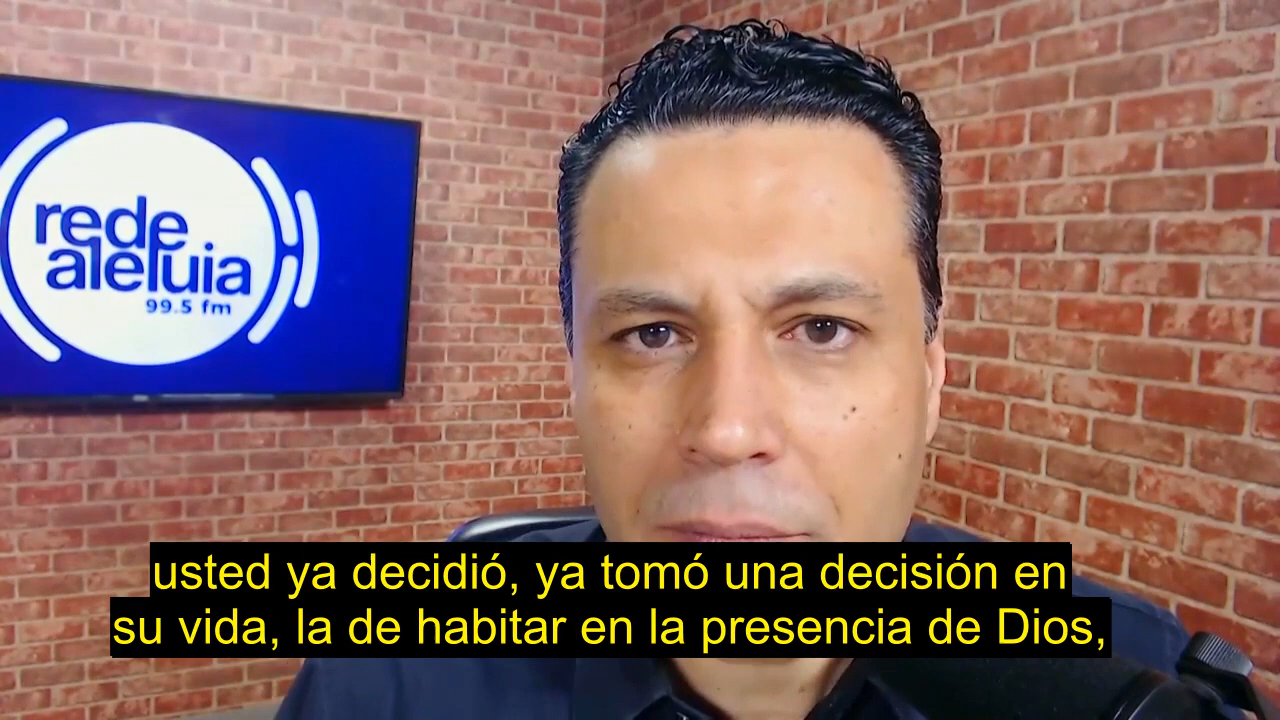 rede
aleluia
99.5 fm
usted ya decidió, ya tomó una decisión en
su vida, la de habitar en la presencia de Dios,